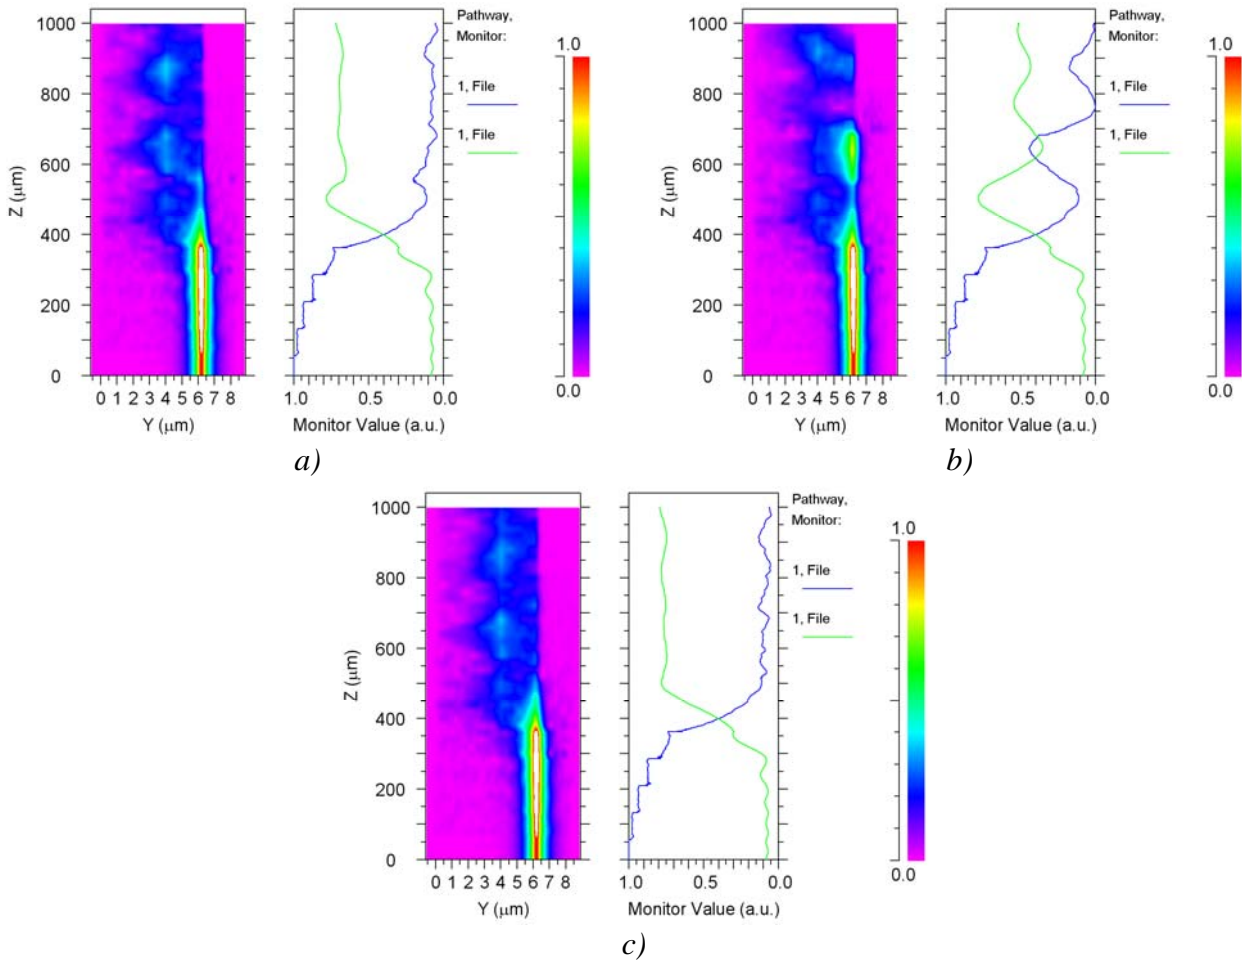 1000
800
600
400
200
0
Z (μm)
0 1 2 3 4 5 6 7 8
Y (μm)
1.0 0.5 0.0
Monitor Value (a.u.)
Pathway,
Monitor:
1, File
1, File
1.0
0.0
a)
1000
800
600
400
200
0
Z (μm)
0 1 2 3 4 5 6 7 8
Y (μm)
1.0 0.5 0.0
Monitor Value (a.u.)
Pathway,
Monitor:
1, File
1, File
1.0
0.0
b)
1000
800
600
400
200
0
Z (μm)
0 1 2 3 4 5 6 7 8
Y (μm)
1.0 0.5 0.0
Monitor Value (a.u.)
Pathway,
Monitor:
1, File
1, File
1.0
0.0
c)